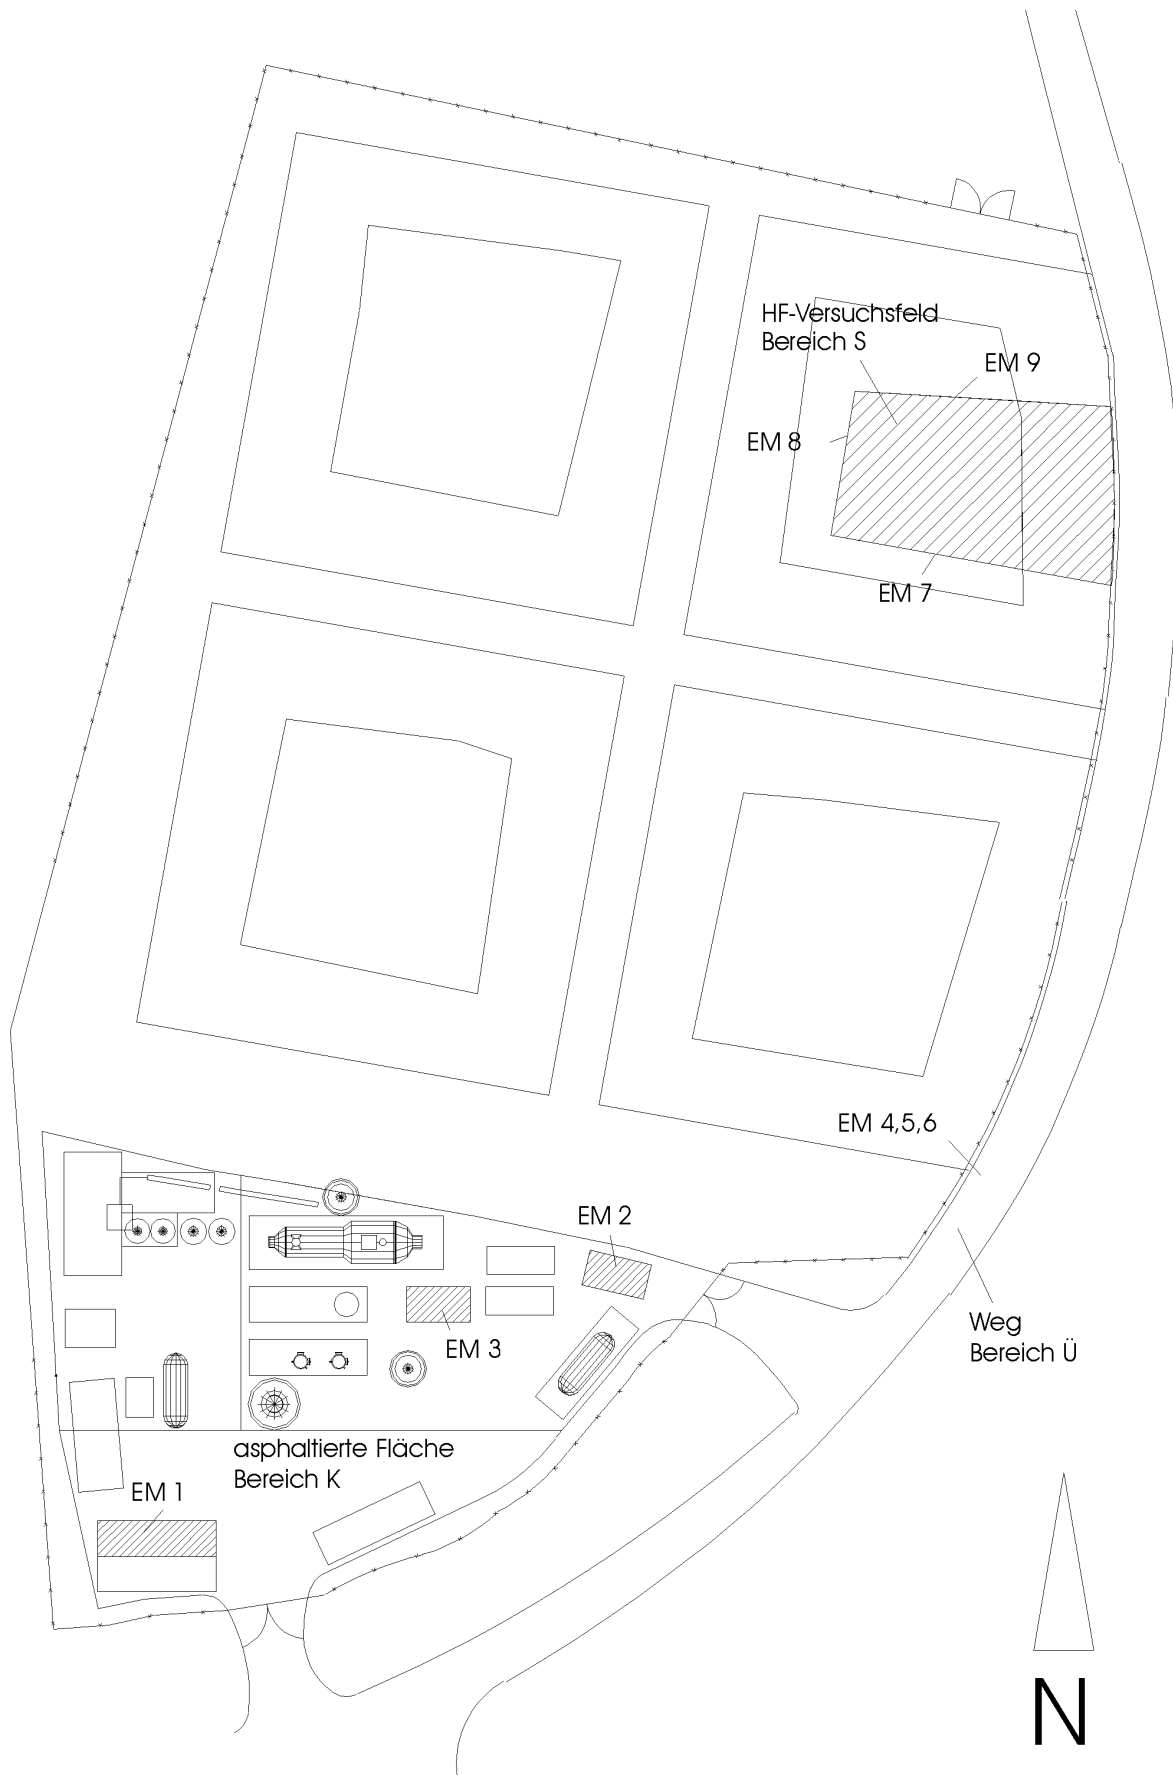 HF-Versuchsfeld
Bereich S
EM 9
EM 8
EM 7
EM 4,5,6
EM 2
Weg
Bereich Ü
EM 3
asphaltierte Fläche
Bereich K
EM 1
N